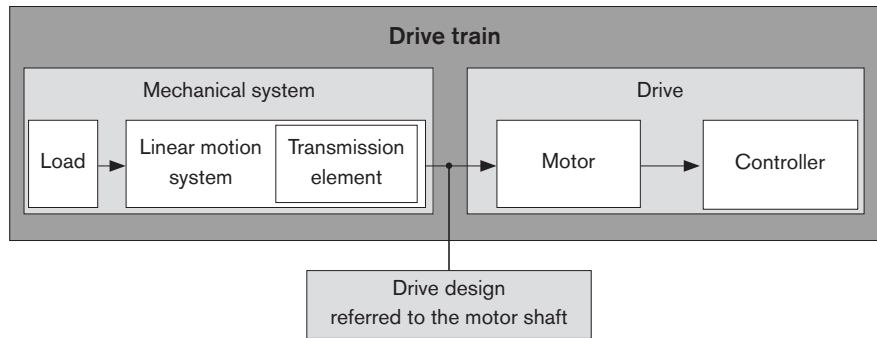 Drive train
Mechanical system
Drive
Load
Linear motion
system
Transmission
element
Motor
Controller
Drive design
referred to the motor shaft